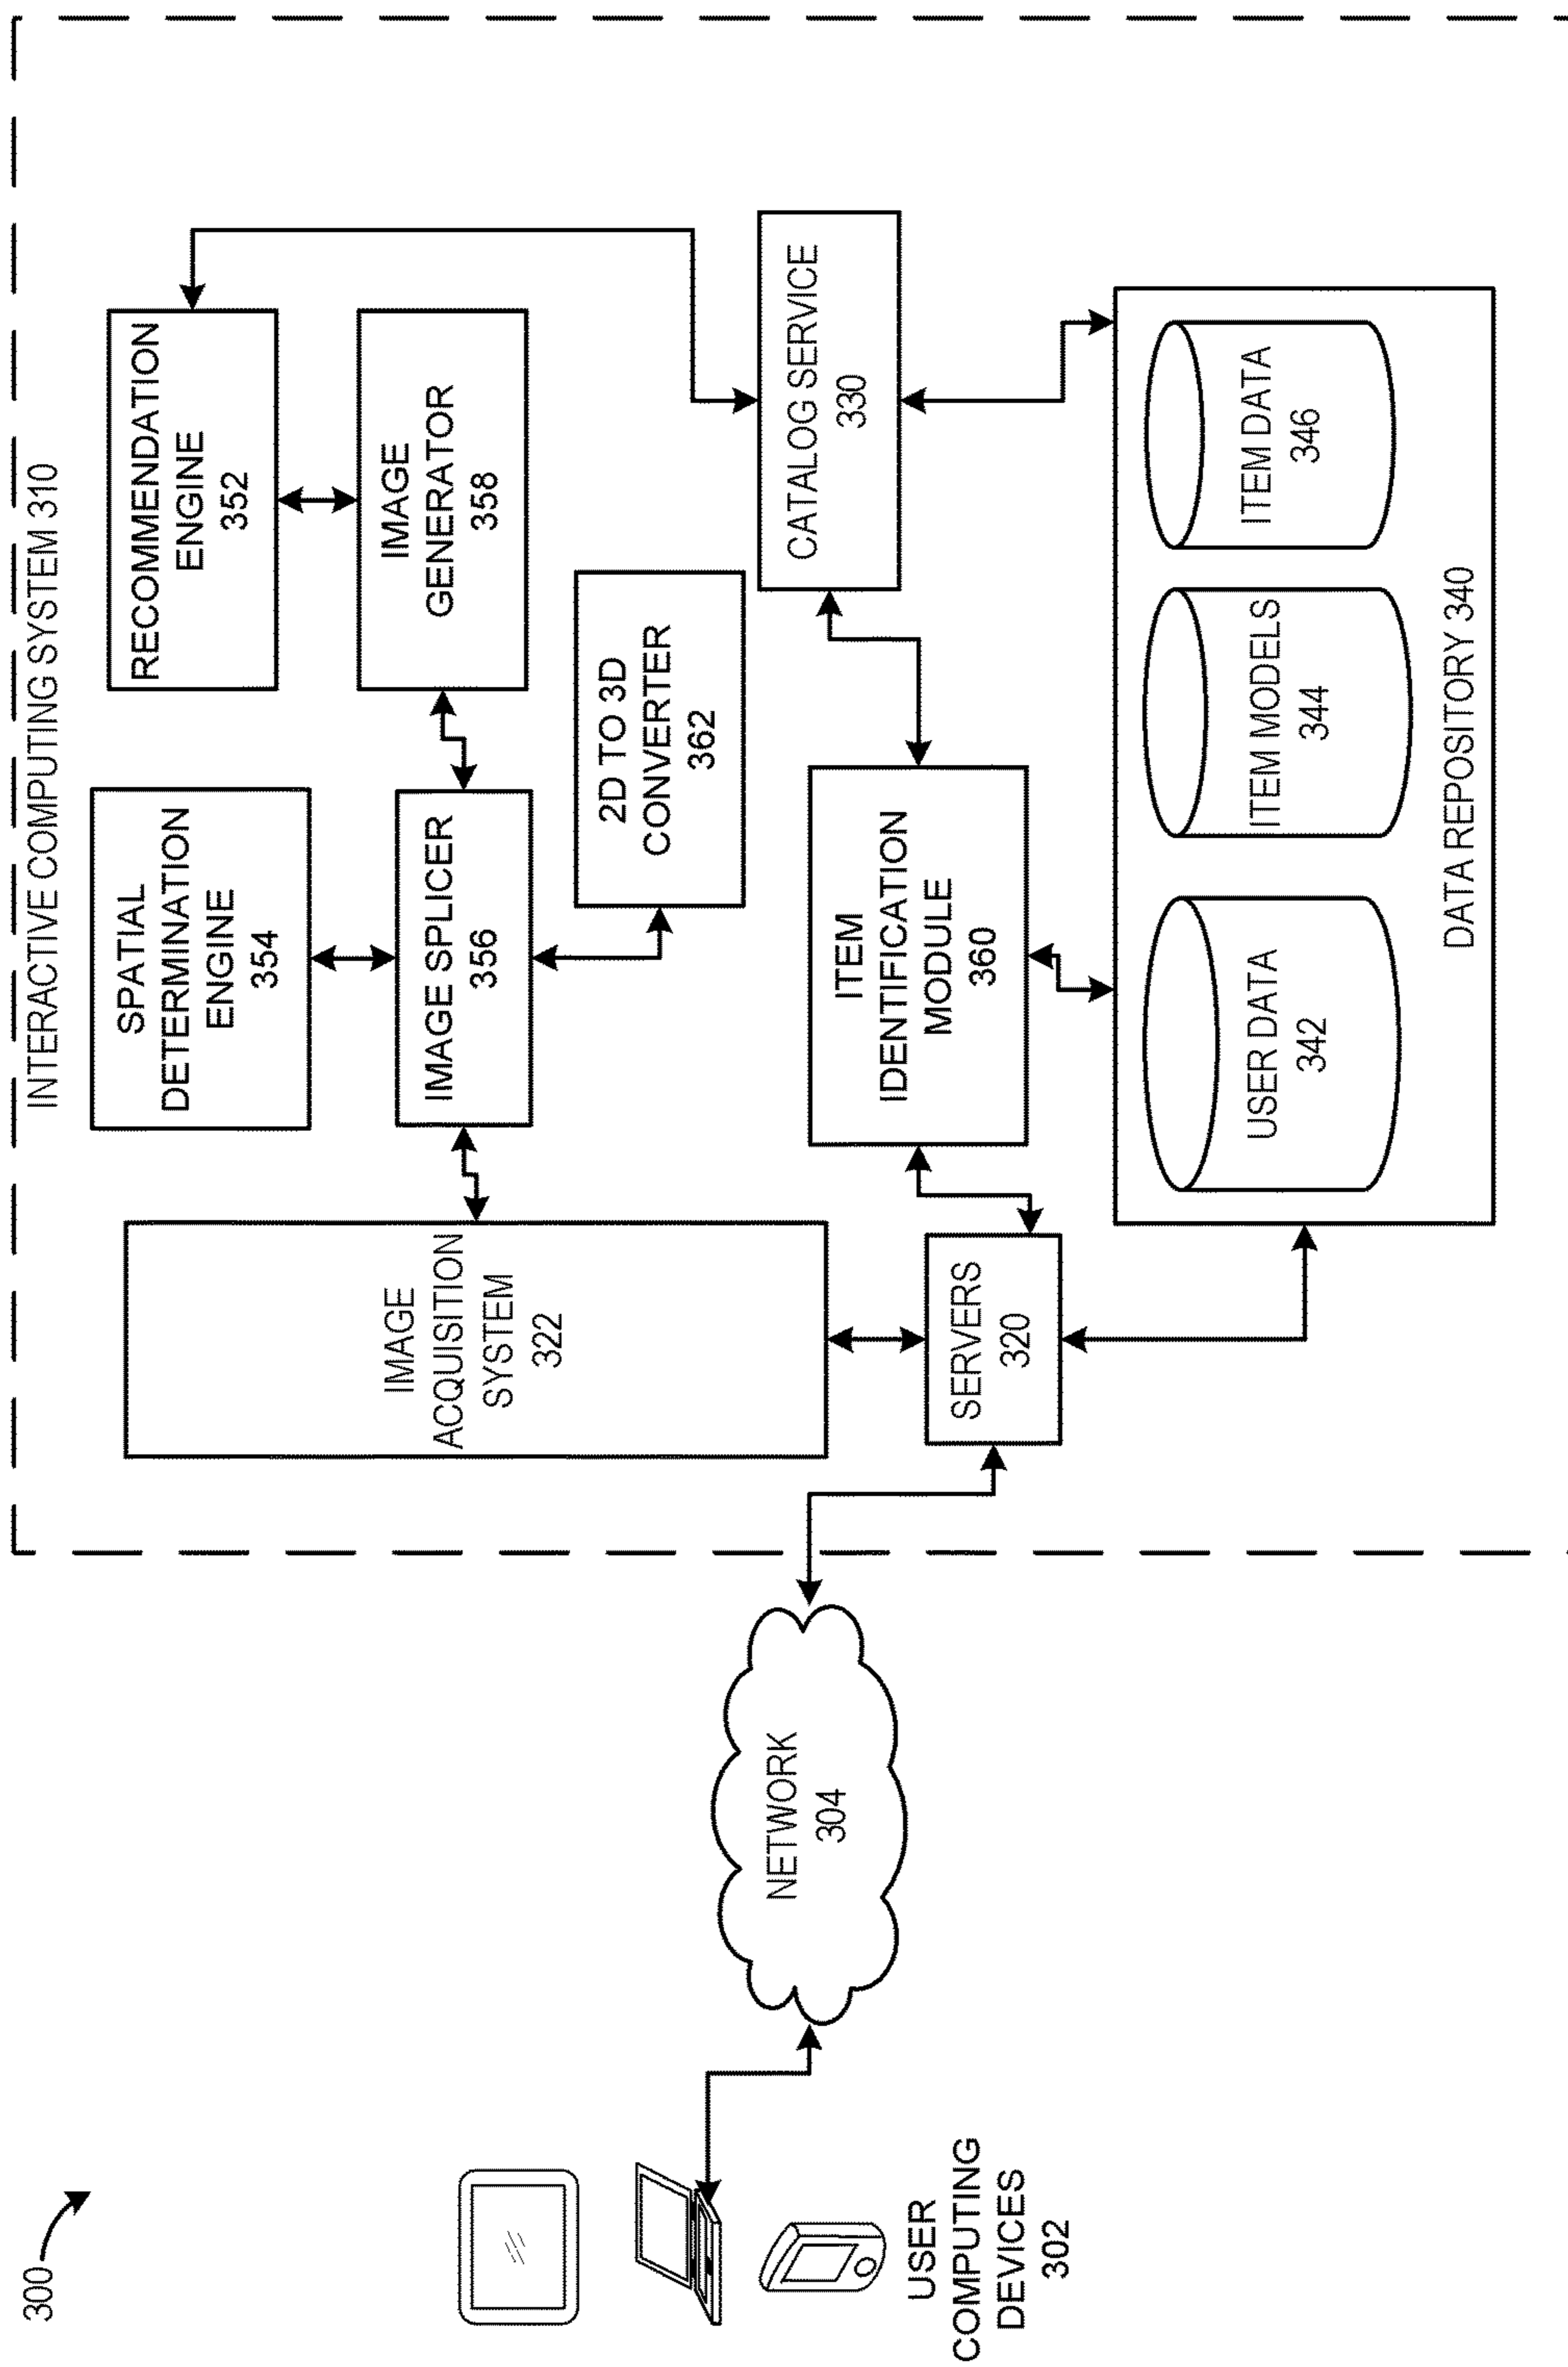 300
INTERACTIVE COMPUTING SYSTEM 310
SPATIAL
DETERMINATION
ENGINE
354
RECOMMENDATION
ENGINE
352
IMAGE
ACQUISITION
SYSTEM
322
IMAGE SPLICER
356
IMAGE
GENERATOR
358
2D TO 3D
CONVERTER
362
USER
COMPUTING
DEVICES
302
NETWORK
304
SERVERS
320
ITEM
IDENTIFICATION
MODULE
360
CATALOG SERVICE
330
USER DATA
342
ITEM MODELS
344
ITEM DATA
346
DATA REPOSITORY 340